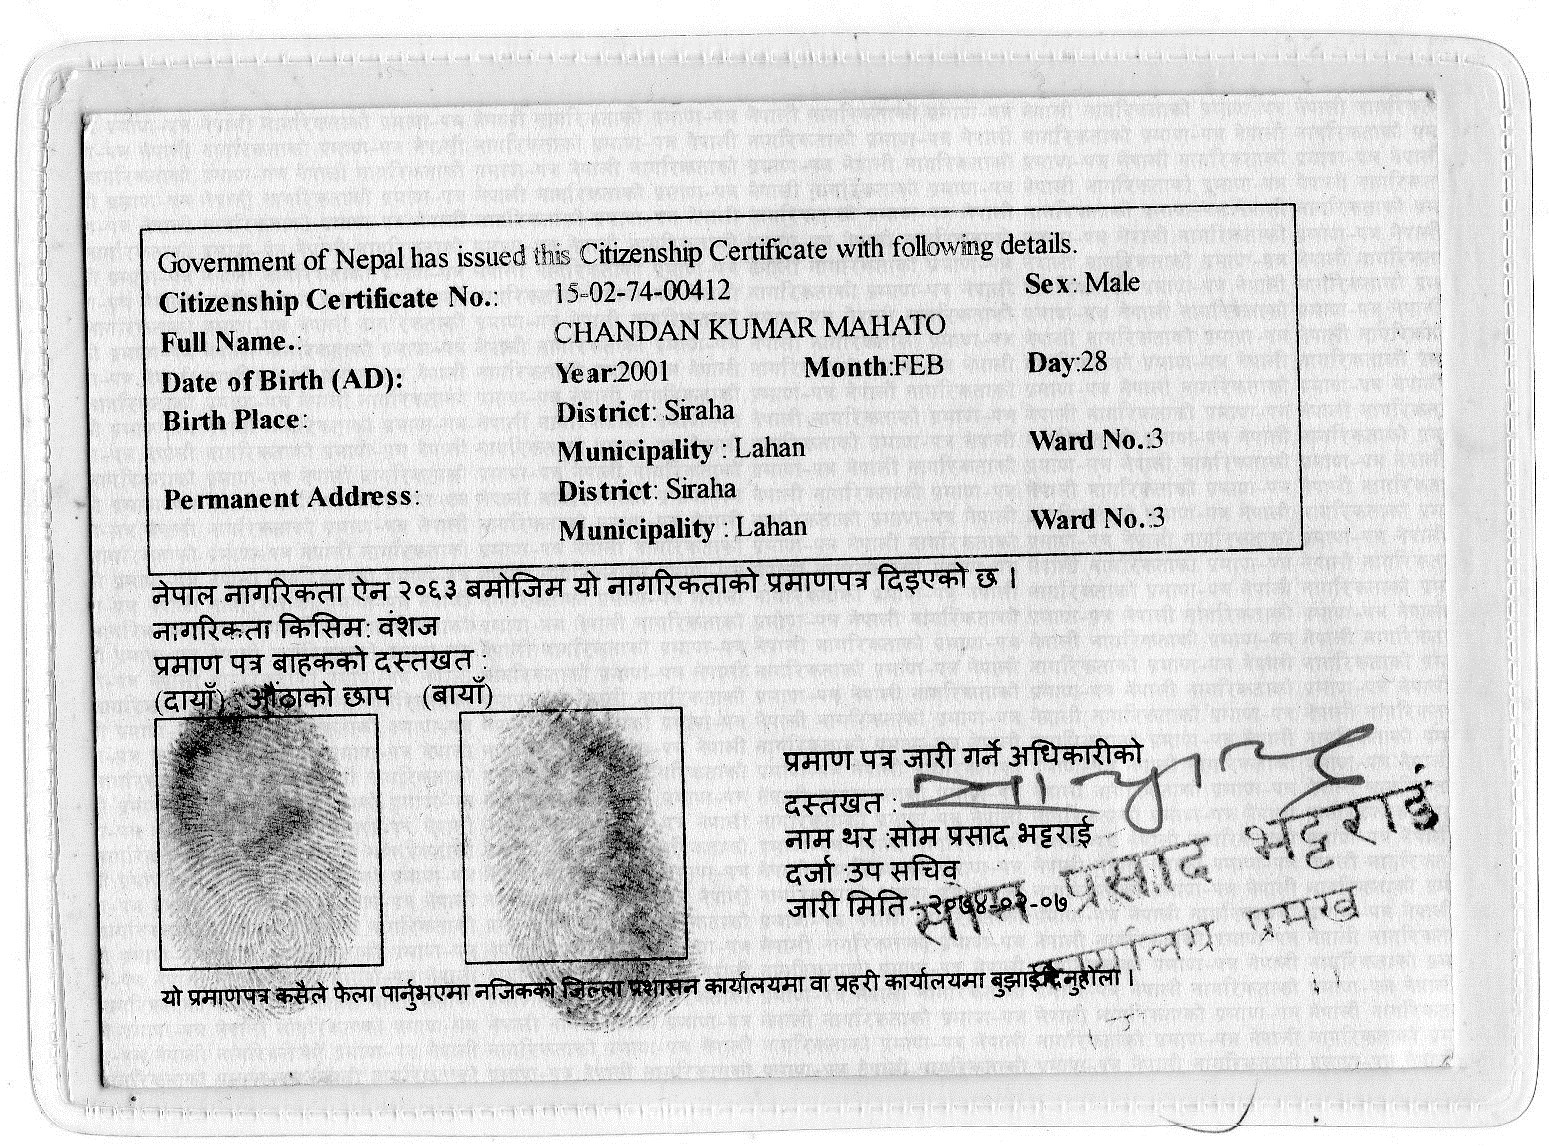 Government of Nepal has issued this Citizenship Certificate with following details.
Citizenship Certificate No.: 15-02-74-00412 Sex: Male
Full Name.: CHANDAN KUMAR MAHATO
Date of Birth (AD): Year:2001 Month:FEB Day:28
Birth Place: District: Siraha
Municipality : Lahan Ward No.:3
Permanent Address: District: Siraha
Municipality : Lahan Ward No.:3
नेपाल नागरिकता ऐन २०६३ बमोजिम यो नागरिकताको प्रमाणपत्र दिइएको छ ।
नागरिकता किसिम: वंशज
प्रमाण पत्र बाहकको दस्तखत :
(दायाँ) औंठाको छाप (बायाँ)
प्रमाण पत्र जारी गर्ने अधिकारीको
दस्तखत :
नाम थर :सोम प्रसाद भट्टराई
दर्जा :उप सचिव
जारी मिति :
सोम प्रसाद भट्टराई
कार्यालय प्रमुख
यो प्रमाणपत्र कसैले फेला पार्नुभएमा नजिकको जिल्ला प्रशासन कार्यालयमा वा प्रहरी कार्यालयमा बुझाईदिनुहोला ।